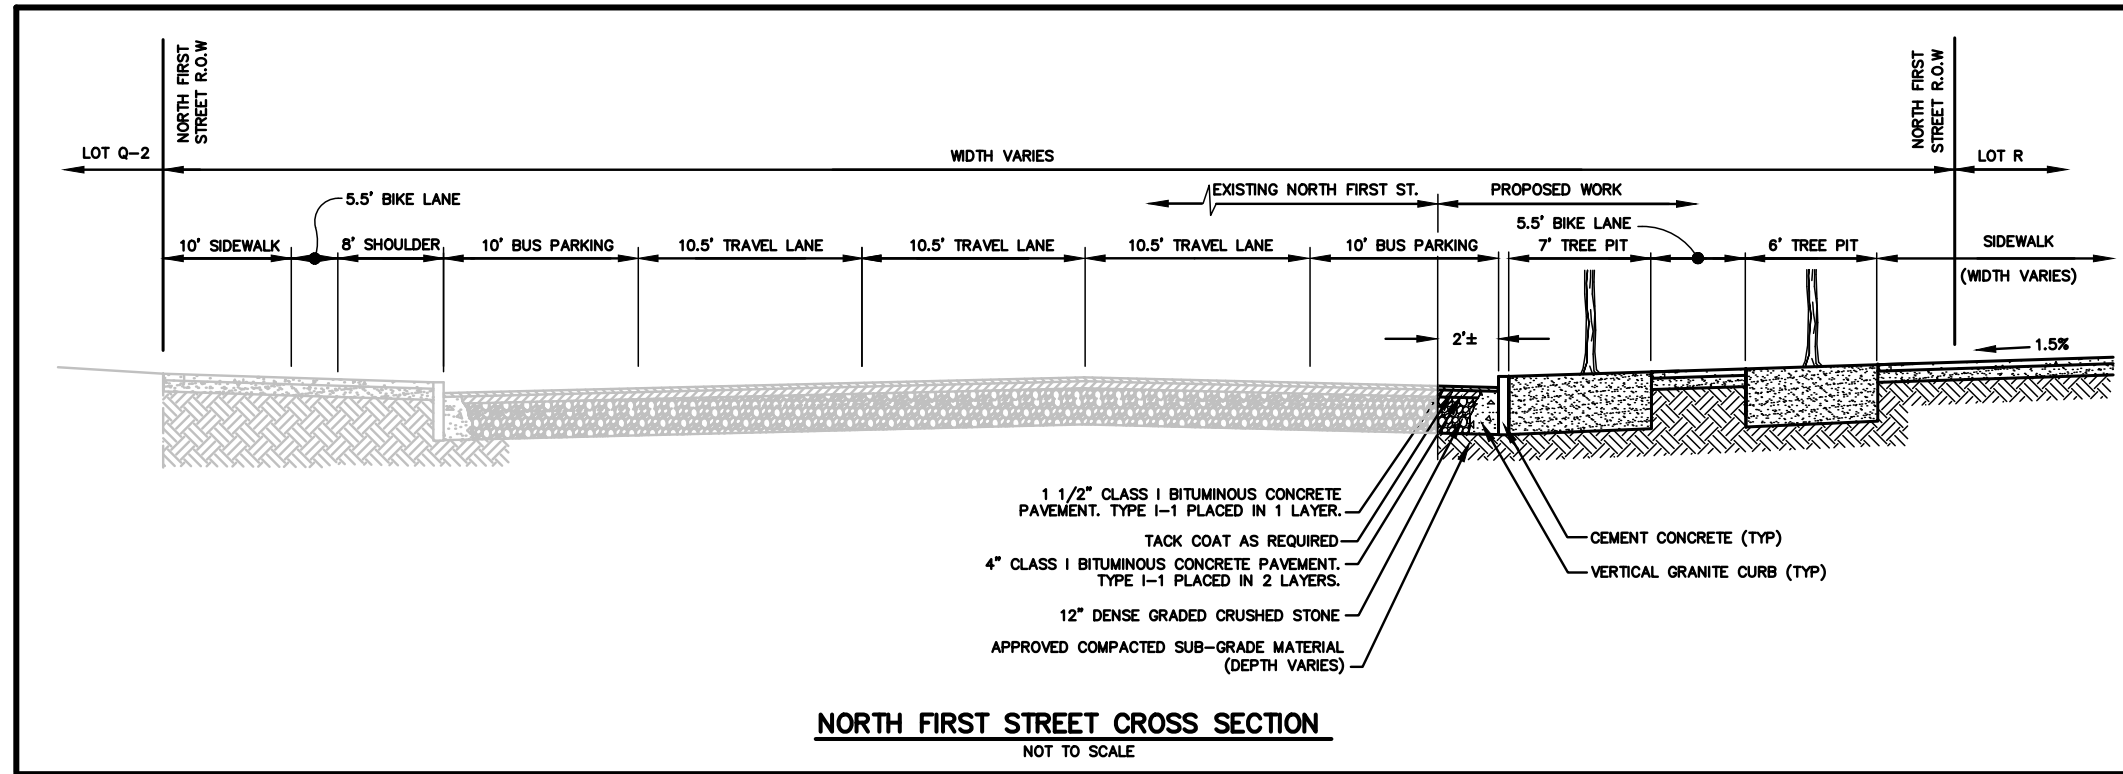 NORTH FIRST
STREET R.O.W
NORTH FIRST
STREET R.O.W
LOT Q-2
WIDTH VARIES
LOT R
EXISTING NORTH FIRST ST.
PROPOSED WORK
5.5' BIKE LANE
5.5' BIKE LANE
10' SIDEWALK
8' SHOULDER
10' BUS PARKING
10.5' TRAVEL LANE
10.5' TRAVEL LANE
10.5' TRAVEL LANE
10' BUS PARKING
7' TREE PIT
6' TREE PIT
SIDEWALK
(WIDTH VARIES)
2'±
1.5%
1 1/2" CLASS I BITUMINOUS CONCRETE
PAVEMENT. TYPE I-1 PLACED IN 1 LAYER.
TACK COAT AS REQUIRED
4" CLASS I BITUMINOUS CONCRETE PAVEMENT.
TYPE I-1 PLACED IN 2 LAYERS.
12" DENSE GRADED CRUSHED STONE
APPROVED COMPACTED SUB-GRADE MATERIAL
(DEPTH VARIES)
CEMENT CONCRETE (TYP)
VERTICAL GRANITE CURB (TYP)
NORTH FIRST STREET CROSS SECTION
NOT TO SCALE